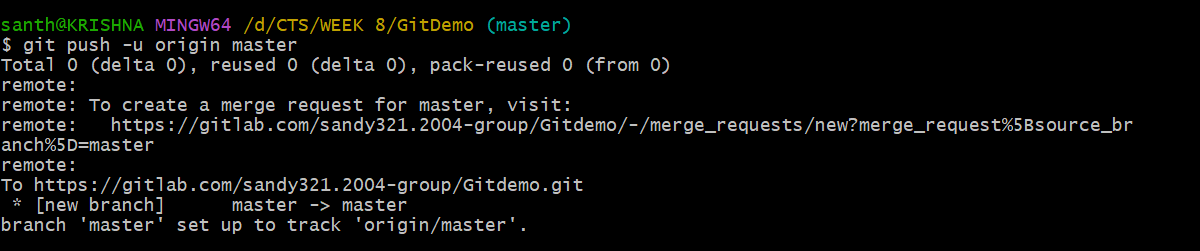 santh@KRISHNA MINGW64 /d/CTS/WEEK 8/GitDemo (master)
$ git push -u origin master
Total 0 (delta 0), reused 0 (delta 0), pack-reused 0 (from 0)
remote:
remote: To create a merge request for master, visit:
remote:   https://gitlab.com/sandy321.2004-group/Gitdemo/-/merge_requests/new?merge_request%5Bsource_br
anch%5D=master
remote:
To https://gitlab.com/sandy321.2004-group/Gitdemo.git
 * [new branch]      master -> master
branch 'master' set up to track 'origin/master'.